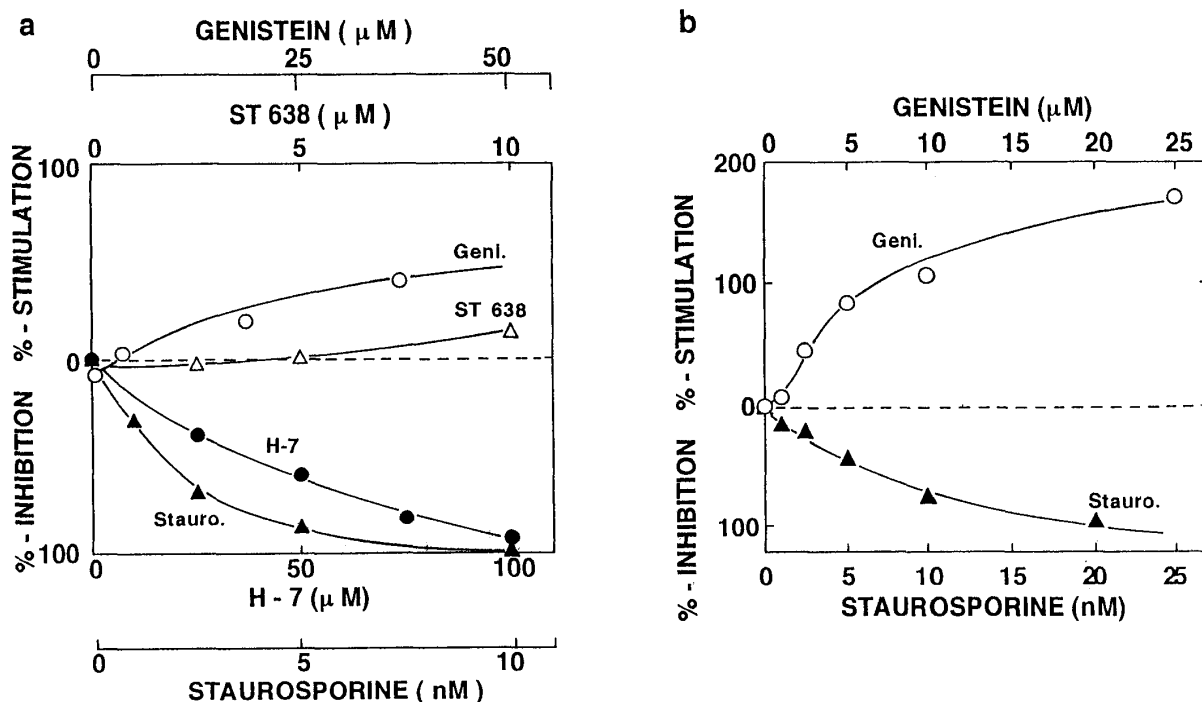 a
GENISTEIN ( μ M )
0 25 50
ST 638 ( μ M )
0 5 10
100
0
100
% - STIMULATION
% - INHIBITION
Geni.
ST 638
H-7
Stauro.
0 50 100
H - 7 (μ M)
0 5 10
STAUROSPORINE ( nM )
b
GENISTEIN (μM)
0 5 10 15 20 25
200
100
0
100
% - STIMULATION
% - INHIBITION
Geni.
Stauro.
0 5 10 15 20 25
STAUROSPORINE (nM)